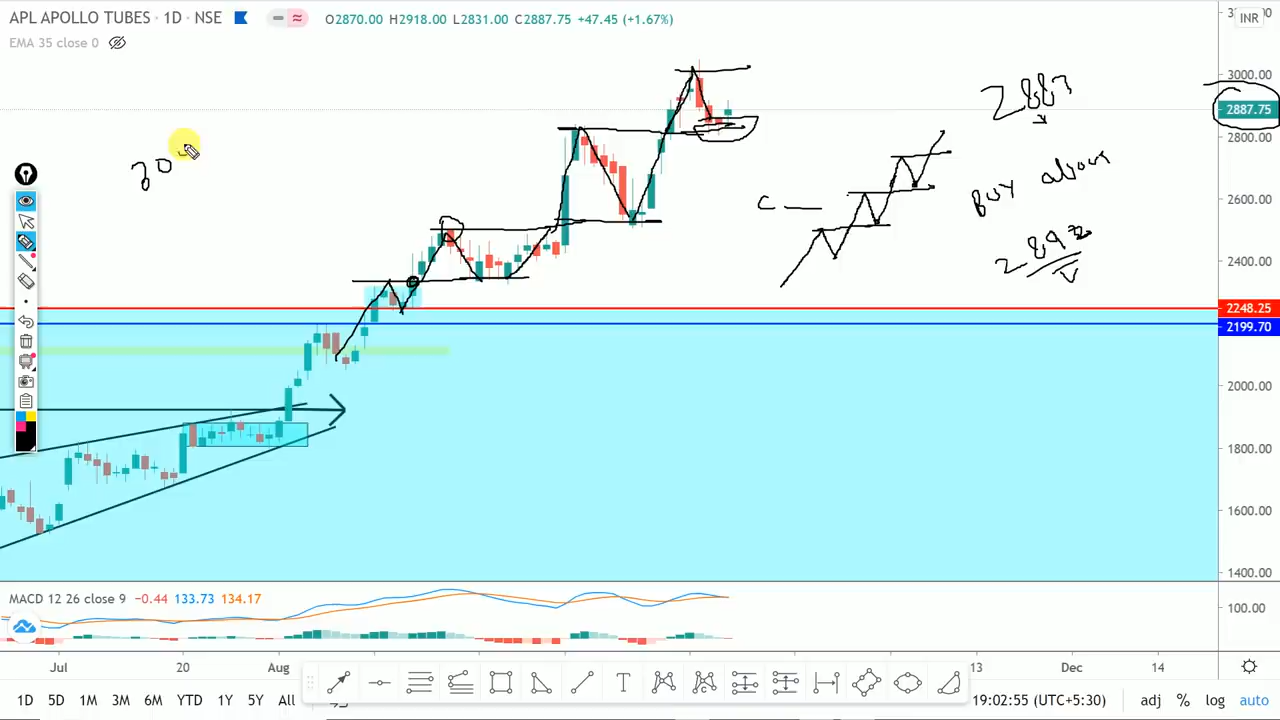 APL APOLLO TUBES · 1D · NSE O2870.00 H2918.00 L2831.00 C2887.75 +47.45 (+1.67%)
EMA 35 close 0
INR
3000.00
2887.75
2800.00
2600.00
2400.00
2248.25
2199.70
2000.00
1800.00
1600.00
1400.00
2887
BUY above
289
C
30
MACD 12 26 close 9 −0.44 133.73 134.17
100.00
Jul 20 Aug 13 Dec 14
1D 5D 1M 3M 6M YTD 1Y 5Y All 19:02:55 (UTC+5:30) adj % log auto
T